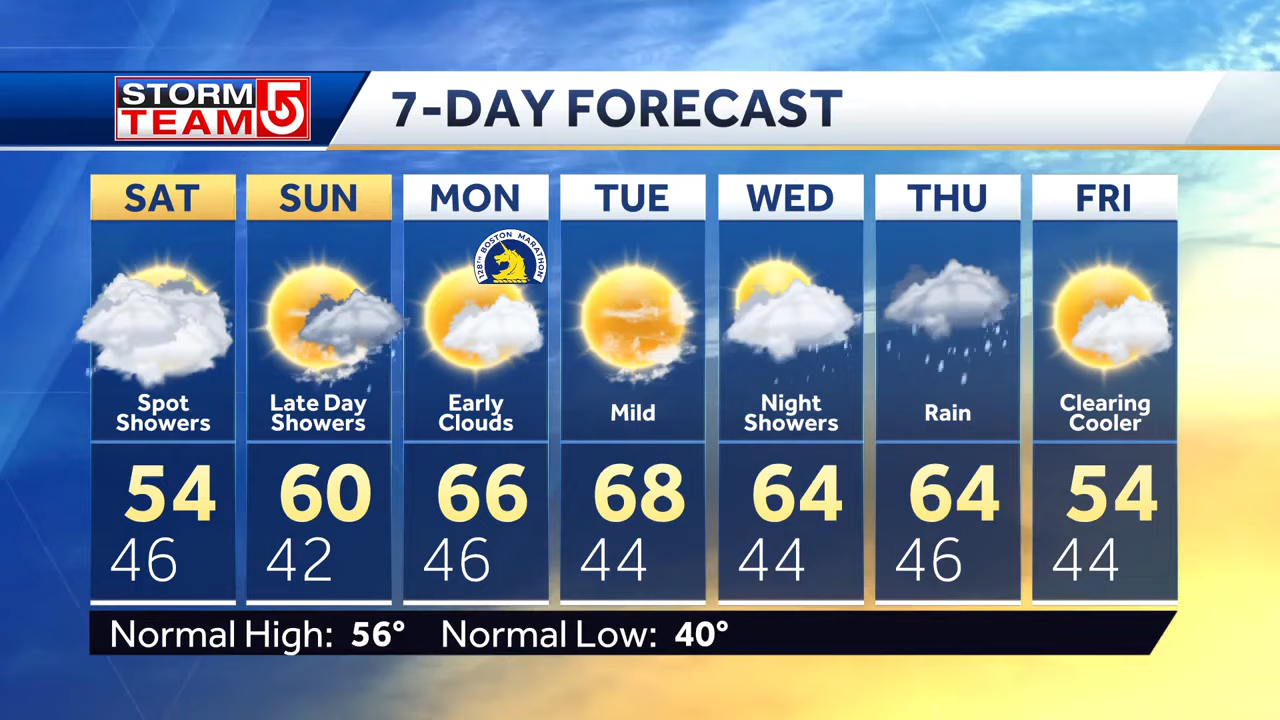 STORM
TEAM 5
7-DAY FORECAST
SAT SUN MON TUE WED THU FRI
128TH BOSTON MARATHON
Spot
Showers
Late Day
Showers
Early
Clouds
Mild
Night
Showers
Rain
Clearing
Cooler
54 60 66 68 64 64 54
46 42 46 44 44 46 44
Normal High: 56° Normal Low: 40°